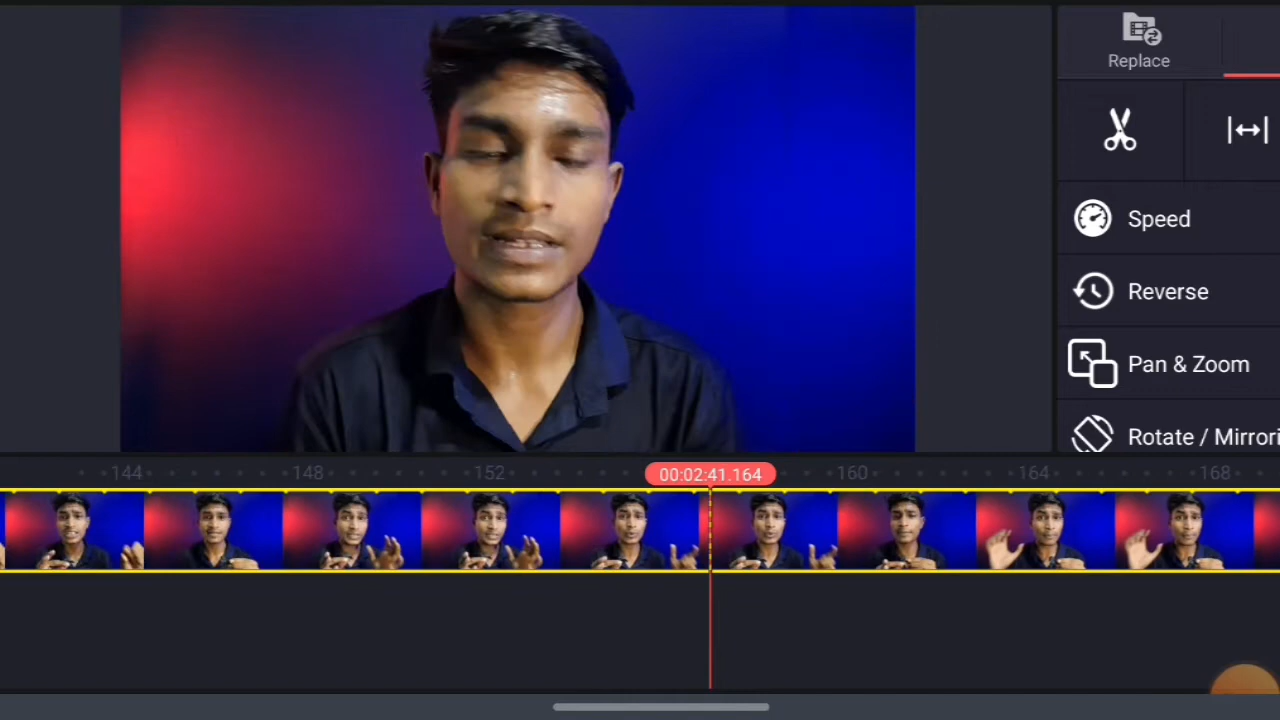 Replace
Speed
Reverse
Pan & Zoom
Rotate / Mirrori
144 148 152 00:02:41.164 160 164 168